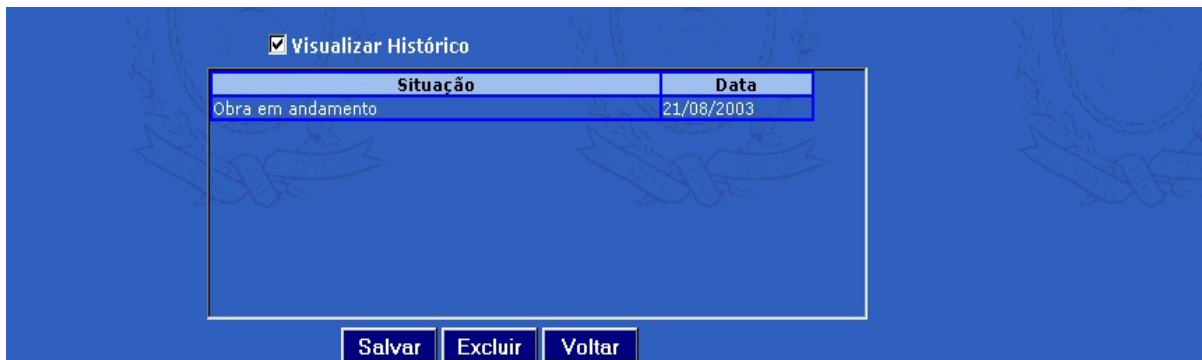 Visualizar Histórico
Situação Data
Obra em andamento 21/08/2003
Salvar Excluir Voltar